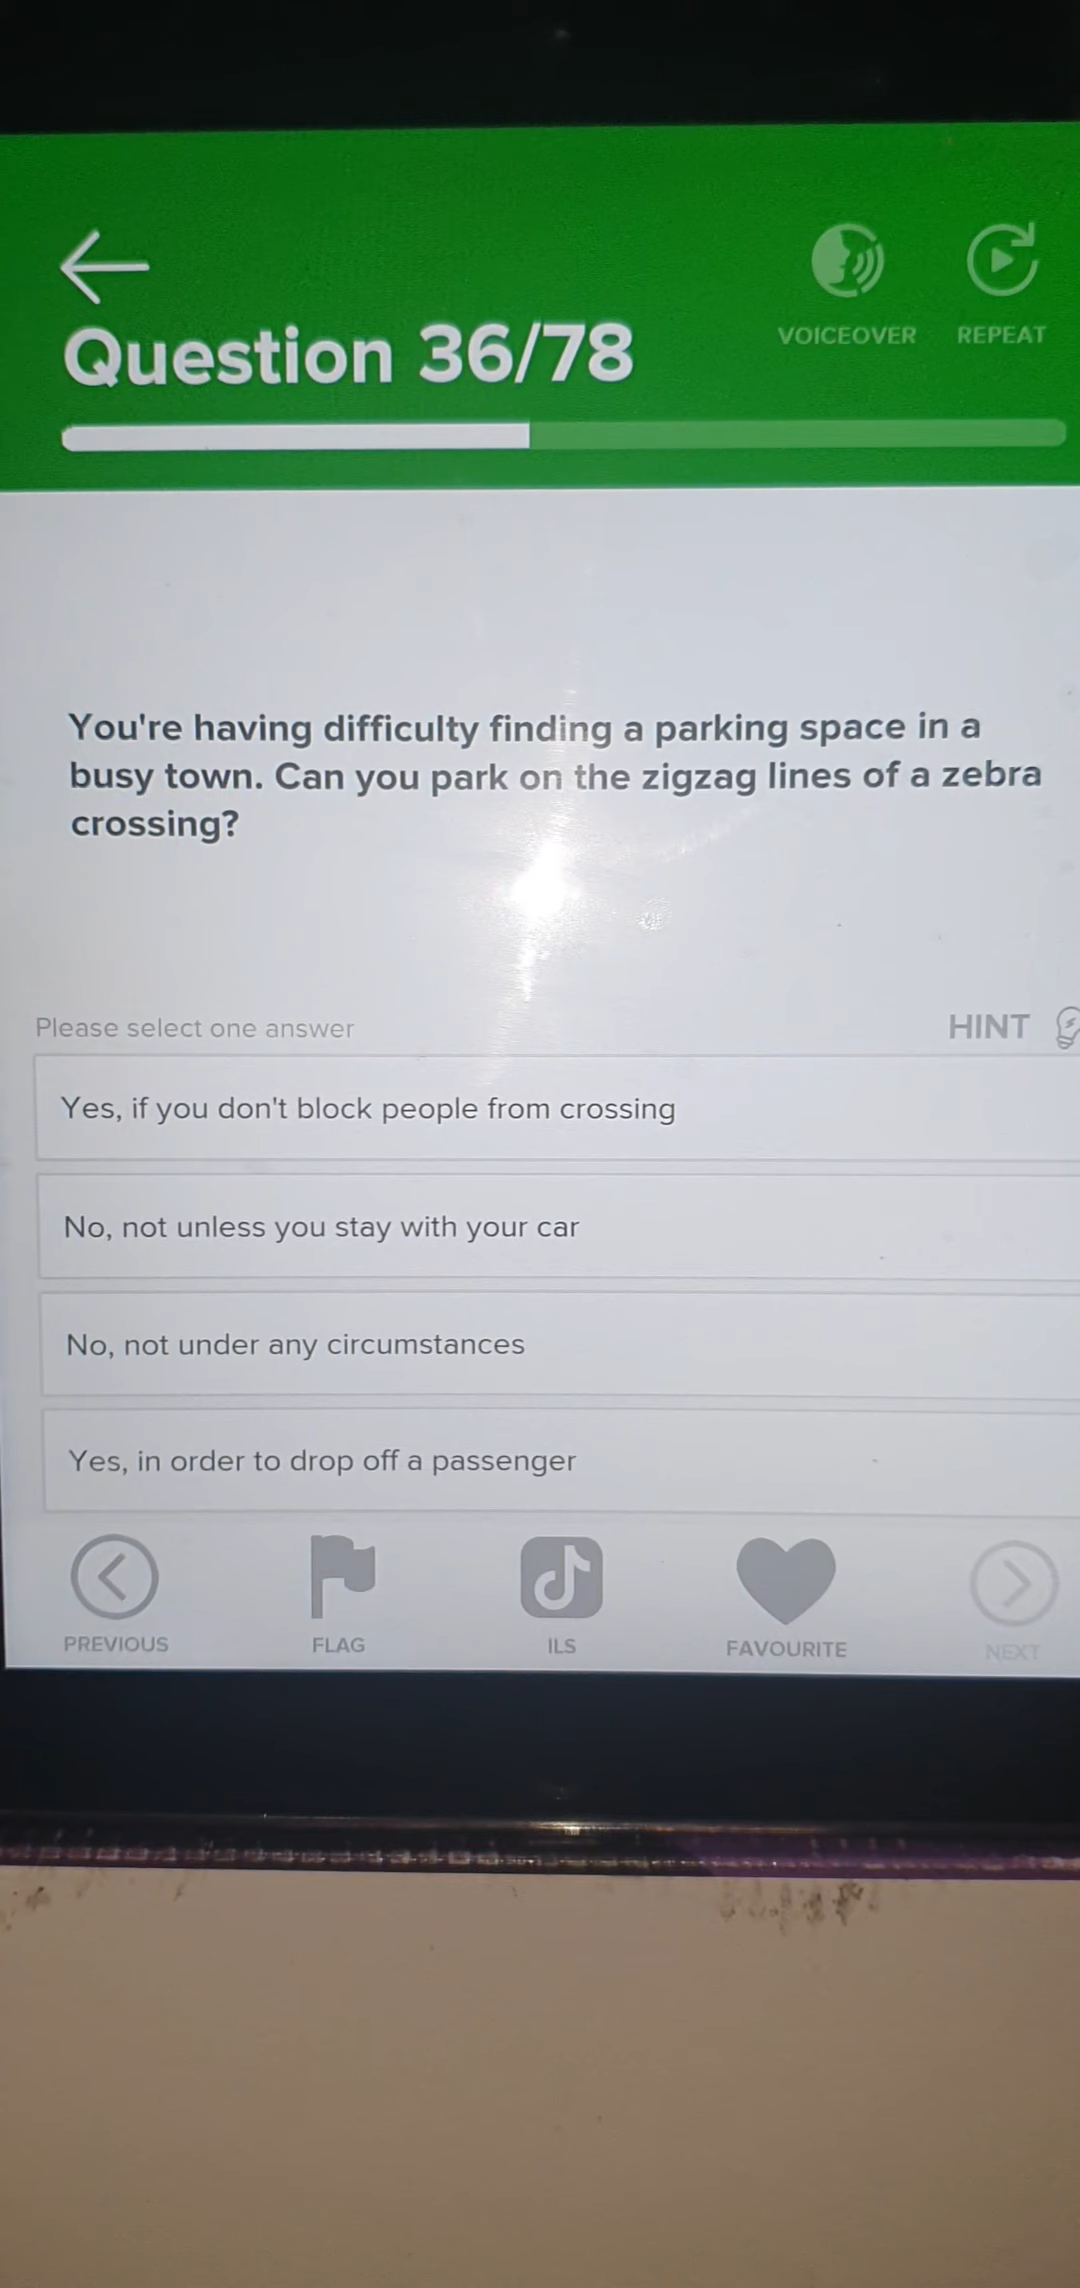 VOICEOVER REPEAT
Question 36/78
You're having difficulty finding a parking space in a
busy town. Can you park on the zigzag lines of a zebra
crossing?
Please select one answer
HINT
Yes, if you don't block people from crossing
No, not unless you stay with your car
No, not under any circumstances
Yes, in order to drop off a passenger
PREVIOUS FLAG ILS FAVOURITE NEXT